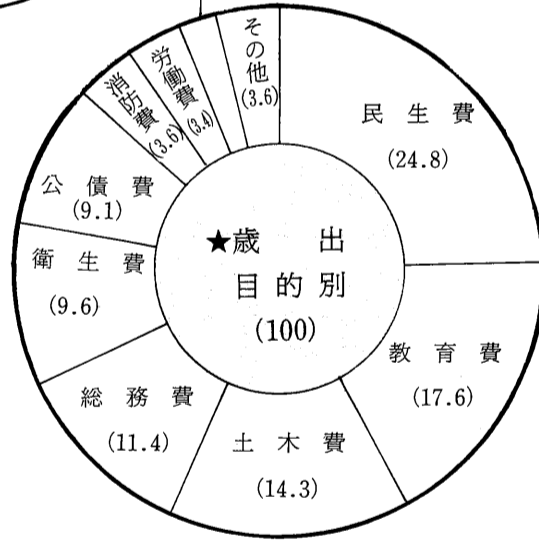 ★歳出
目的別
(100)
民生費
(24.8)
教育費
(17.6)
土木費
(14.3)
総務費
(11.4)
衛生費
(9.6)
公債費
(9.1)
消防費
(3.6)
労働費
(3.4)
その他
(3.6)